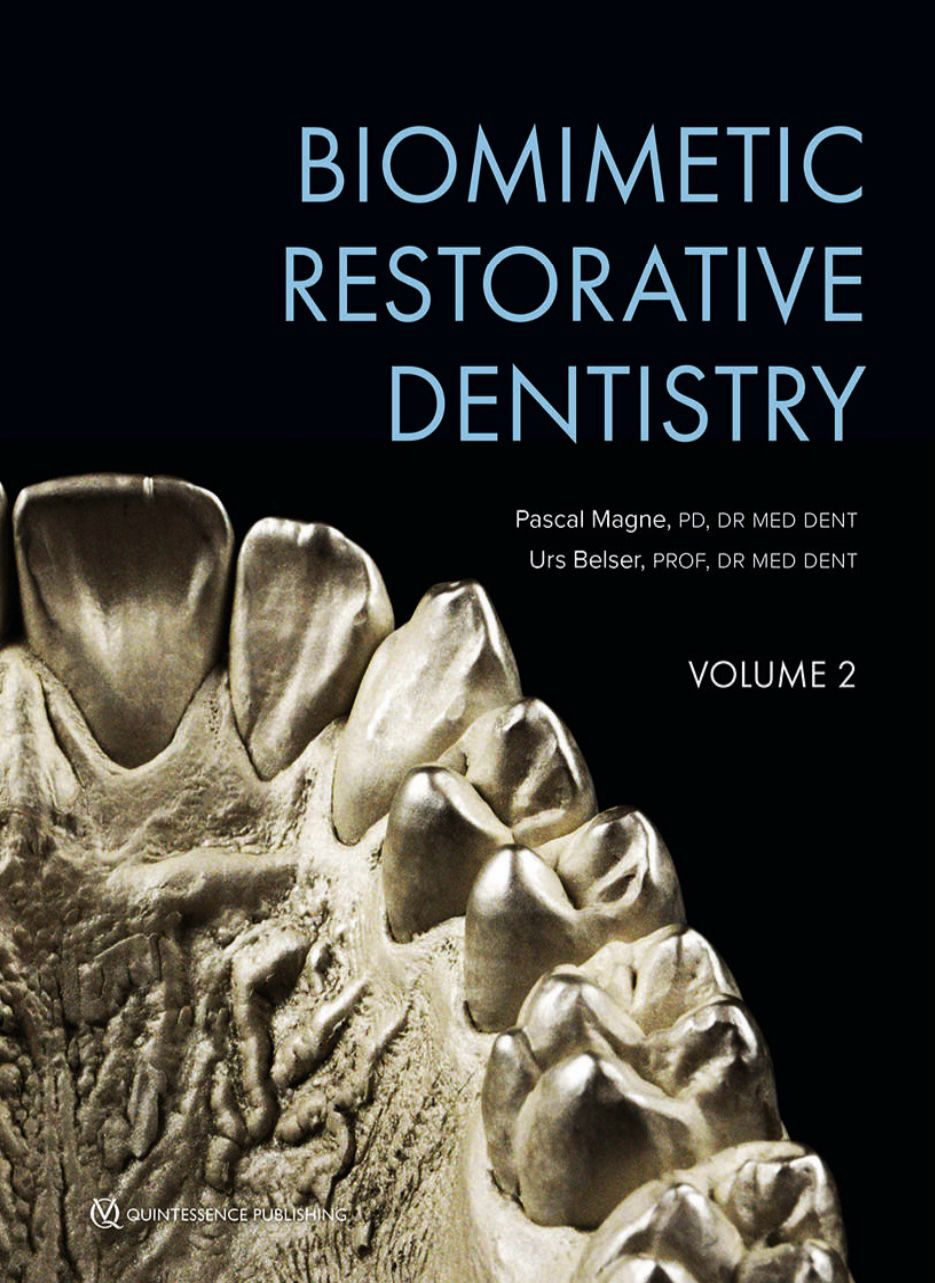 BIOMIMETIC
RESTORATIVE
DENTISTRY
Pascal Magne, PD, DR MED DENT
Urs Belser, PROF, DR MED DENT
VOLUME 2
QUINTESSENCE PUBLISHING